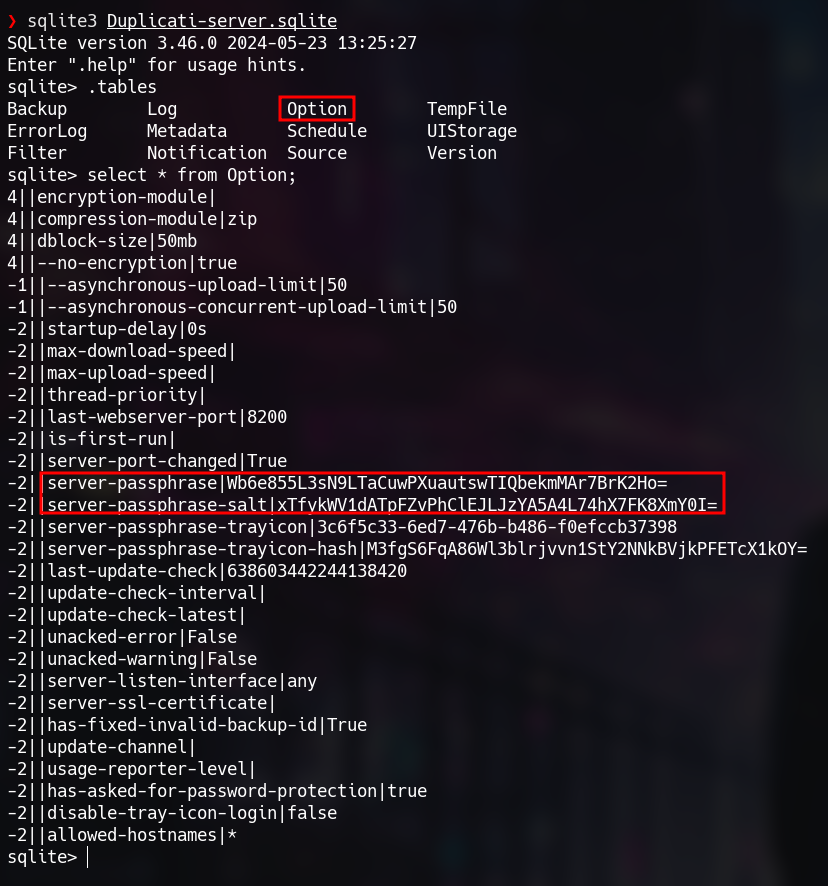 ❯ sqlite3 Duplicati-server.sqlite
SQLite version 3.46.0 2024-05-23 13:25:27
Enter ".help" for usage hints.
sqlite> .tables
Backup        Log           Option        TempFile
ErrorLog      Metadata      Schedule      UIStorage
Filter        Notification  Source        Version
sqlite> select * from Option;
4||encryption-module|
4||compression-module|zip
4||dblock-size|50mb
4||--no-encryption|true
-1||--asynchronous-upload-limit|50
-1||--asynchronous-concurrent-upload-limit|50
-2||startup-delay|0s
-2||max-download-speed|
-2||max-upload-speed|
-2||thread-priority|
-2||last-webserver-port|8200
-2||is-first-run|
-2||server-port-changed|True
-2||server-passphrase|Wb6e855L3sN9LTaCuwPXuautswTIQbekmMAr7BrK2Ho=
-2||server-passphrase-salt|xTfykWV1dATpFZvPhClEJLJzYA5A4L74hX7FK8XmY0I=
-2||server-passphrase-trayicon|3c6f5c33-6ed7-476b-b486-f0efccb37398
-2||server-passphrase-trayicon-hash|M3fgS6FqA86Wl3blrjvvn1StY2NNkBVjkPFETcX1kOY=
-2||last-update-check|638603442244138420
-2||update-check-interval|
-2||update-check-latest|
-2||unacked-error|False
-2||unacked-warning|False
-2||server-listen-interface|any
-2||server-ssl-certificate|
-2||has-fixed-invalid-backup-id|True
-2||update-channel|
-2||usage-reporter-level|
-2||has-asked-for-password-protection|true
-2||disable-tray-icon-login|false
-2||allowed-hostnames|*
sqlite>